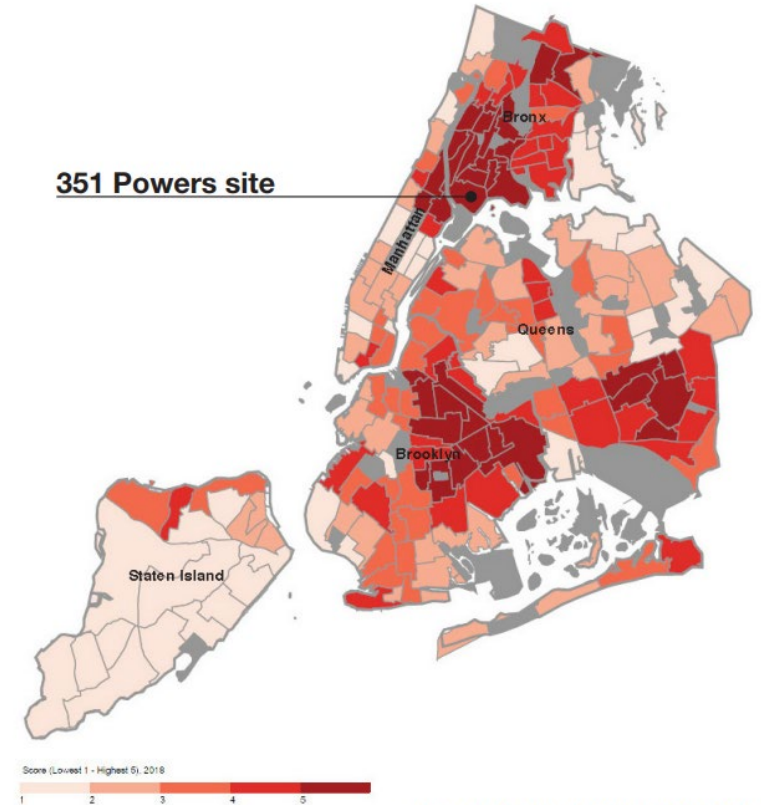 Bronx
351 Powers site
Manhattan
Queens
Brooklyn
Staten Island
Score (Lowest 1 - Highest 5), 2018
1 2 3 4 5